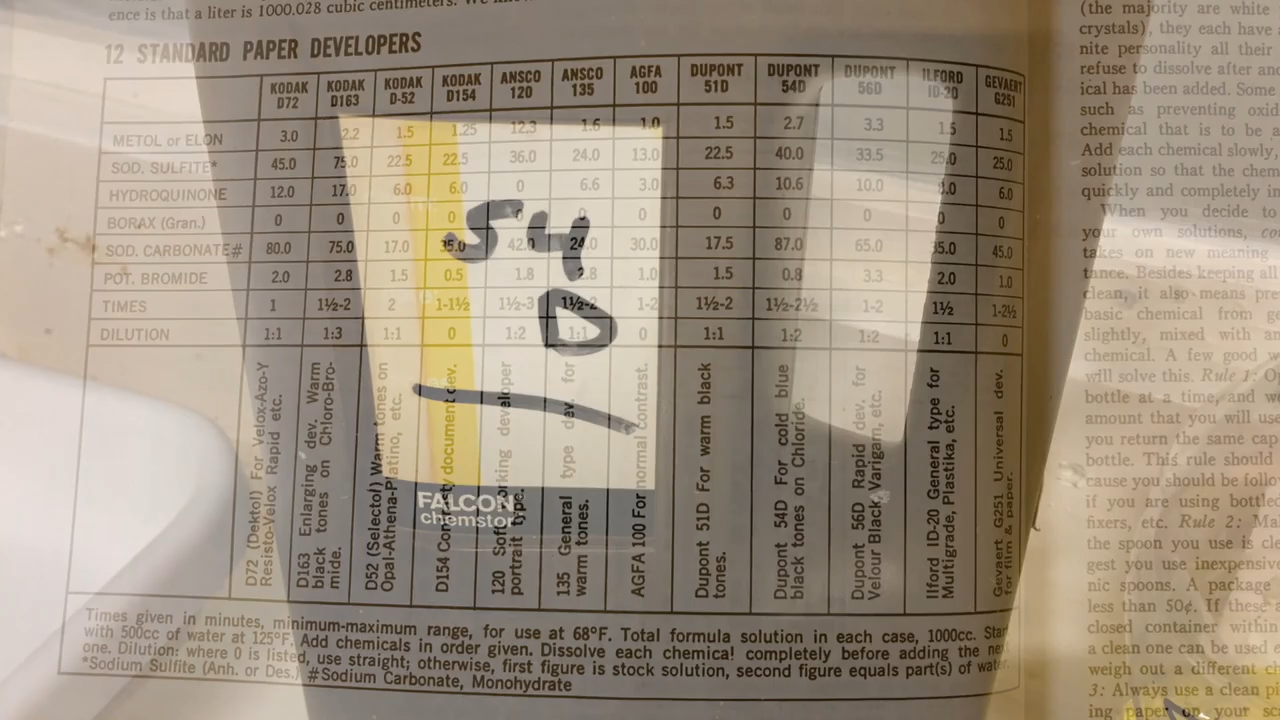 ence is that a liter is 1000.028 cubic centimeters. We
12 STANDARD PAPER DEVELOPERS
KODAK D72 KODAK D163 KODAK D-52 KODAK D154 ANSCO 120 ANSCO 135 AGFA 100 DUPONT 51D DUPONT 54D DUPONT 56D ILFORD ID-20 GEVAERT G251
METOL or ELON 3.0 2.2 1.5 1.25 12.3 1.6 1.0 1.5 2.7 3.3 1.5 1.5
SOD. SULFITE* 45.0 75.0 22.5 22.5 36.0 24.0 13.0 22.5 40.0 33.5 25.0 25.0
HYDROQUINONE 12.0 17.0 6.0 6.0 0 6.6 3.0 6.3 10.6 10.0 6.0
BORAX (Gran.) 0 0 0 0 0 0 0 0 0 0 0
SOD. CARBONATE# 80.0 75.0 17.0 35.0 42.0 24.0 30.0 17.5 87.0 65.0 35.0 45.0
POT. BROMIDE 2.0 2.8 1.5 0.5 1.8 2.8 1.0 1.5 0.8 3.3 2.0 1.0
TIMES 1 1½-2 2 1-1½ 1½-3 1½-2 1-2 1½-2 1½-2½ 1-2 1½ 1-2½
DILUTION 1:1 1:3 1:1 0 1:2 1:1 0 1:1 1:2 1:2 1:1 0
D72 (Dektol) For Velox-Azo-Y
Resisto-Velox Rapid etc.
D163 Enlarging dev. Warm
black tones on Chloro-Bro-
mide.
D52 (Selectol) Warm tones on
Opal-Athena-Platino, etc.
D154 document dev.
120 Soft working developer
portrait type.
135 General type dev. for
warm tones.
AGFA 100 For normal contrast.
Dupont 51D For warm black
tones.
Dupont 54D For cold blue
black tones on Chloride.
Dupont 56D Rapid dev. for
Velour Black, Varigam, etc.
Ilford ID-20 General type for
Multigrade, Plastika, etc.
Gevaert G251 Universal dev.
for film & paper.
Times given in minutes, minimum-maximum range, for use at 68°F. Total formula solution in each case, 1000cc.
with 500cc of water at 125°F. Add chemicals in order given. Dissolve each chemical completely before adding the
one. Dilution: where 0 is listed, use straight; otherwise, first figure is stock solution, second figure equals part(s) of water.
*Sodium Sulfite (Anh. or Des.) #Sodium Carbonate, Monohydrate
54
D
FALCON
chemstor
(the majority are white
crystals), they each have
nite personality all their
refuse to dissolve after
ical has been added. Some
such as preventing
chemical that is to be
Add each chemical slowly,
solution so that the
quickly and completely
When you decide to
your own solutions,
takes on new meaning
tance. Besides keeping all
clean, it also means
basic chemical from
slightly, mixed with
chemical. A few good
will solve this. Rule 1:
bottle at a time, and
amount that you will use
you return the same cap
bottle. This rule should
cause you should be
if you are using
fixers, etc. Rule 2:
the spoon you use is
gest you use inexpensive
nic spoons. A package
less than 50¢. If these
closed container within
a clean one can be used
weigh out a different
3: Always use a clean
ing paper on your